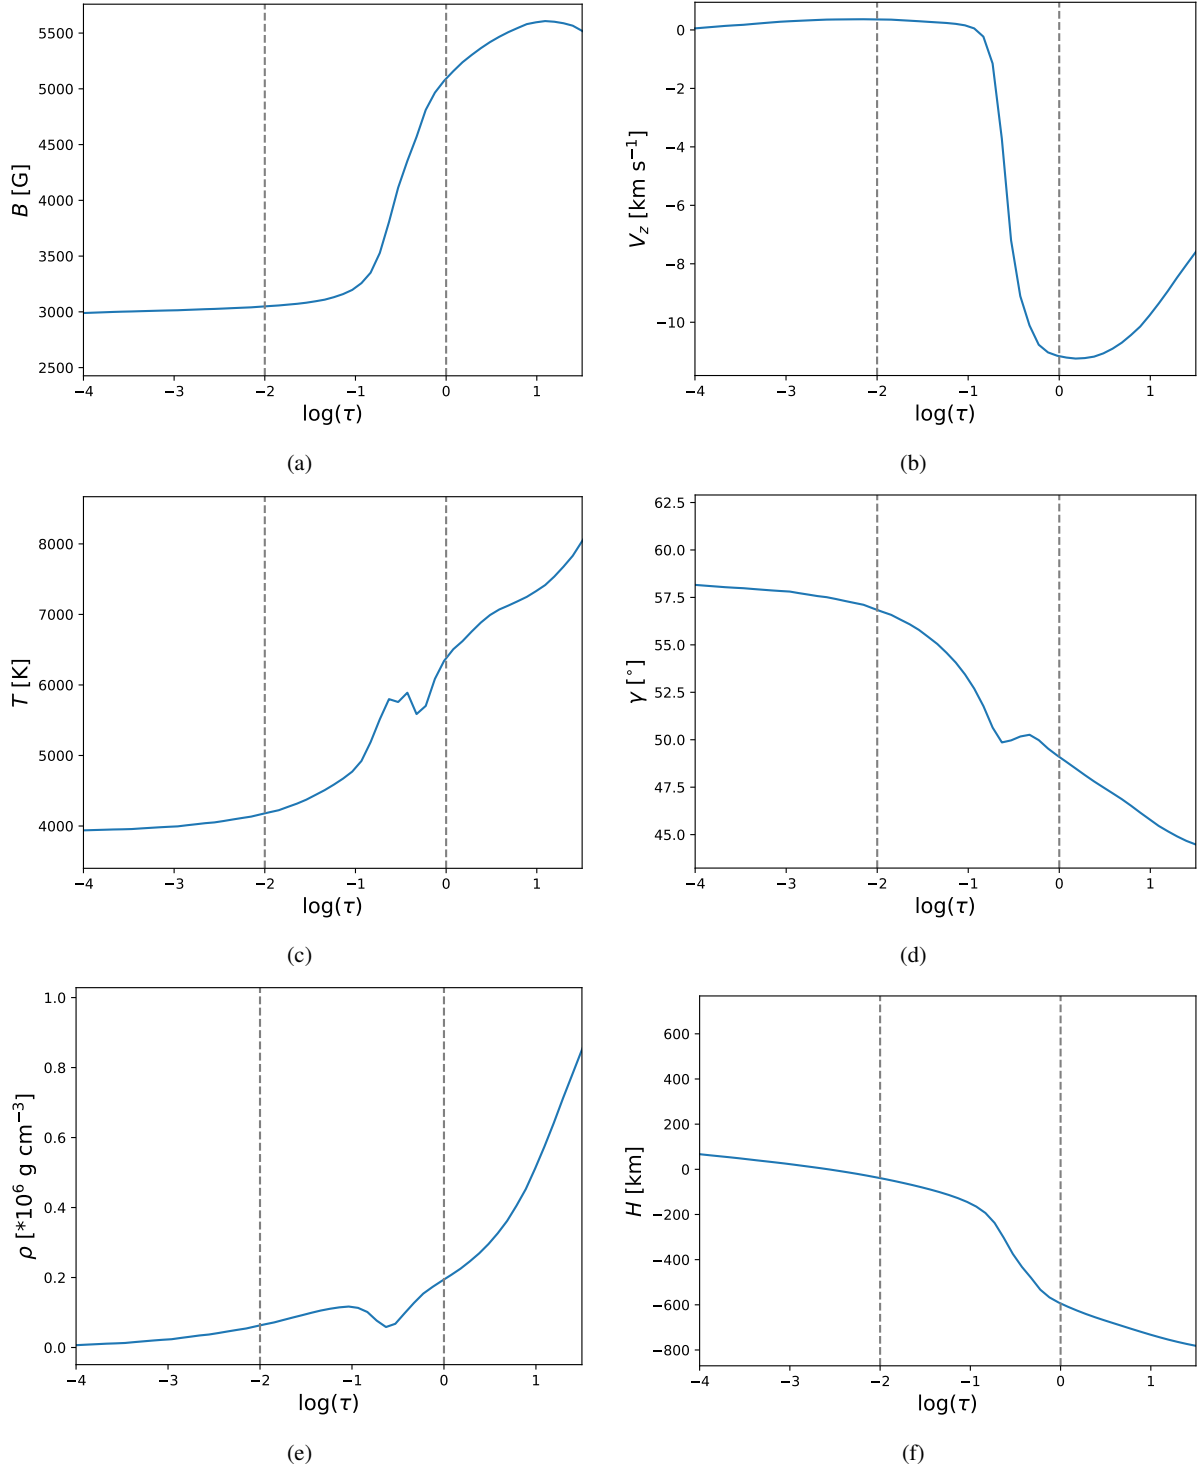 5500
5000
4500
4000
3500
3000
2500
B [G]
−4 −3 −2 −1 0 1
log(τ)
(a)
0
−2
−4
−6
−8
−10
V_z [km s⁻¹]
−4 −3 −2 −1 0 1
log(τ)
(b)
8000
7000
6000
5000
4000
T [K]
−4 −3 −2 −1 0 1
log(τ)
(c)
62.5
60.0
57.5
55.0
52.5
50.0
47.5
45.0
γ [°]
−4 −3 −2 −1 0 1
log(τ)
(d)
1.0
0.8
0.6
0.4
0.2
0.0
ρ [*10⁶ g cm⁻³]
−4 −3 −2 −1 0 1
log(τ)
(e)
600
400
200
0
−200
−400
−600
−800
H [km]
−4 −3 −2 −1 0 1
log(τ)
(f)